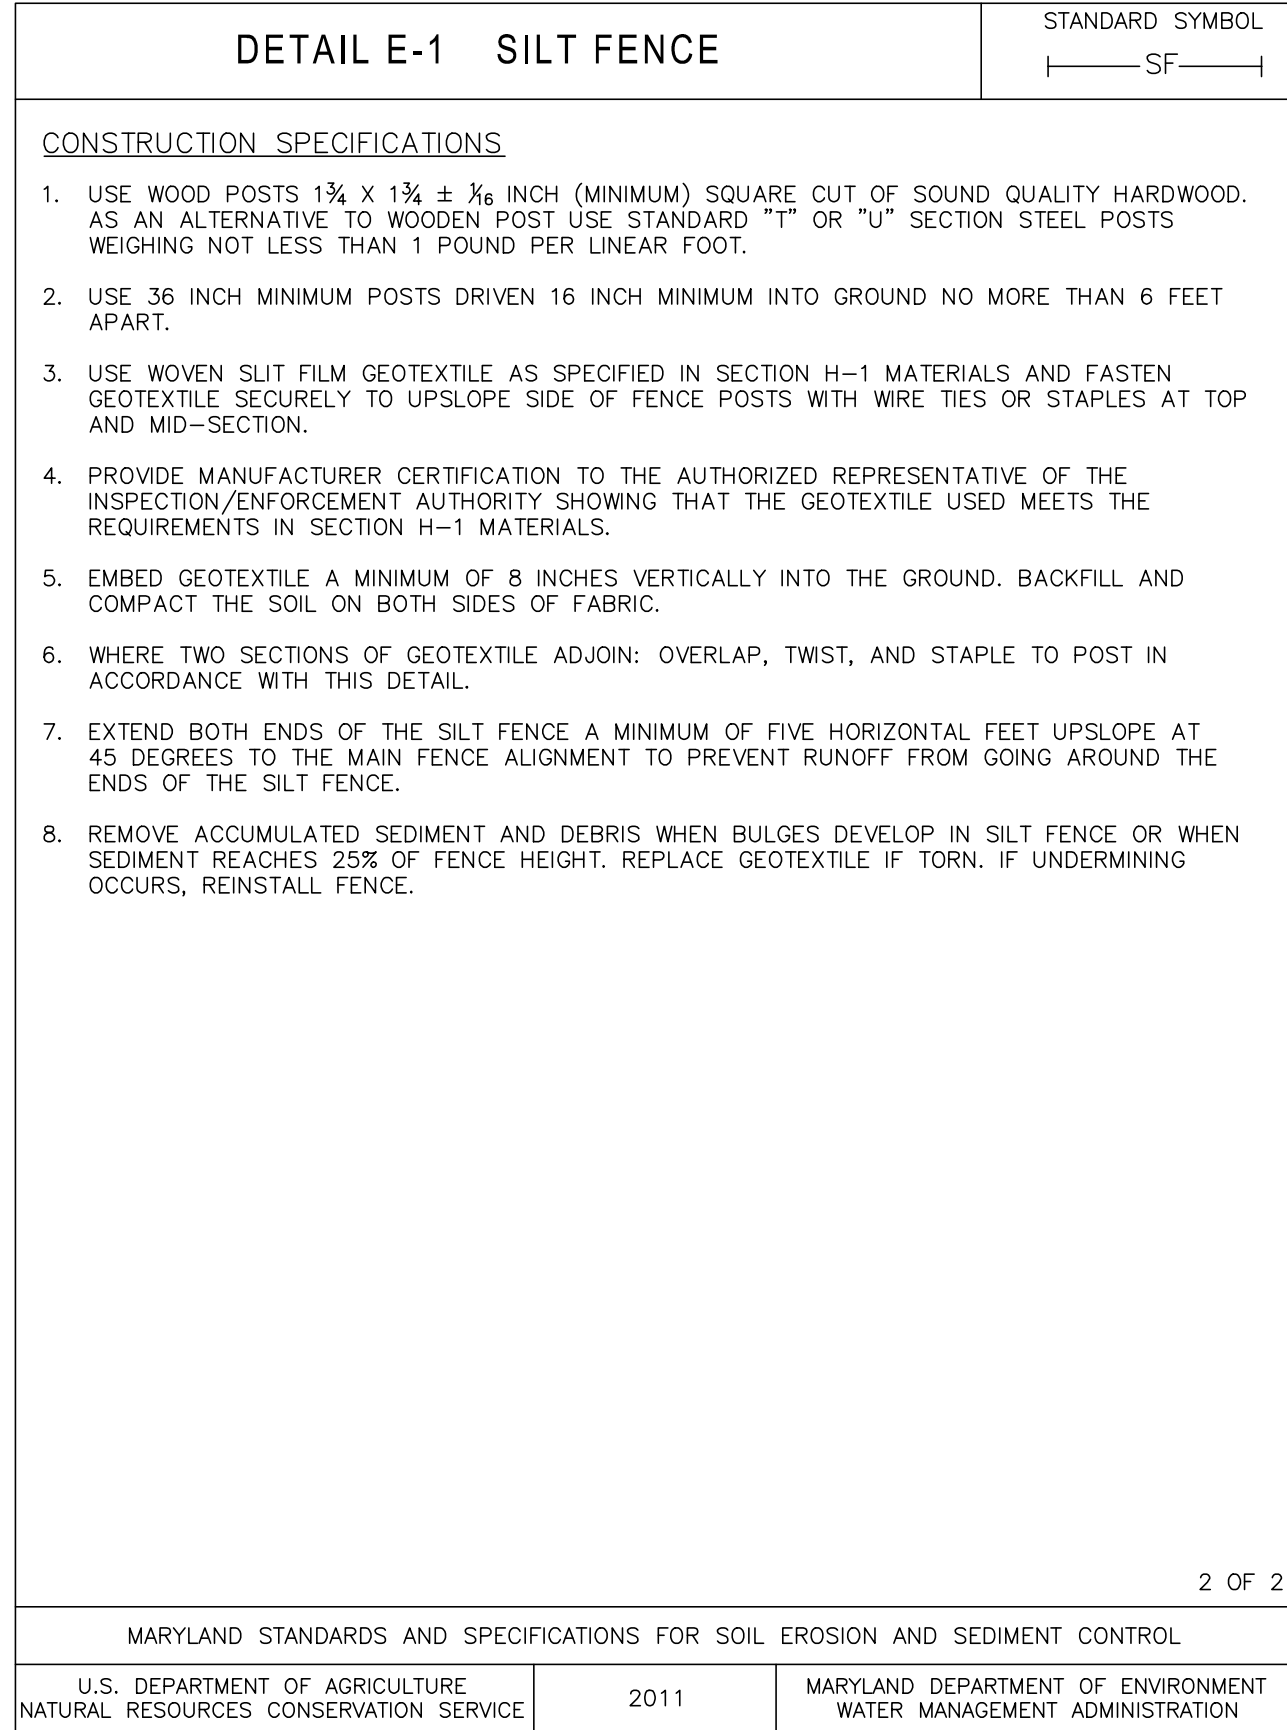 DETAIL E-1 SILT FENCE
STANDARD SYMBOL
SF
CONSTRUCTION SPECIFICATIONS
1. USE WOOD POSTS 1¾ X 1¾ ± 1⁄16 INCH (MINIMUM) SQUARE CUT OF SOUND QUALITY HARDWOOD.
AS AN ALTERNATIVE TO WOODEN POST USE STANDARD "T" OR "U" SECTION STEEL POSTS
WEIGHING NOT LESS THAN 1 POUND PER LINEAR FOOT.
2. USE 36 INCH MINIMUM POSTS DRIVEN 16 INCH MINIMUM INTO GROUND NO MORE THAN 6 FEET
APART.
3. USE WOVEN SLIT FILM GEOTEXTILE AS SPECIFIED IN SECTION H-1 MATERIALS AND FASTEN
GEOTEXTILE SECURELY TO UPSLOPE SIDE OF FENCE POSTS WITH WIRE TIES OR STAPLES AT TOP
AND MID-SECTION.
4. PROVIDE MANUFACTURER CERTIFICATION TO THE AUTHORIZED REPRESENTATIVE OF THE
INSPECTION/ENFORCEMENT AUTHORITY SHOWING THAT THE GEOTEXTILE USED MEETS THE
REQUIREMENTS IN SECTION H-1 MATERIALS.
5. EMBED GEOTEXTILE A MINIMUM OF 8 INCHES VERTICALLY INTO THE GROUND. BACKFILL AND
COMPACT THE SOIL ON BOTH SIDES OF FABRIC.
6. WHERE TWO SECTIONS OF GEOTEXTILE ADJOIN: OVERLAP, TWIST, AND STAPLE TO POST IN
ACCORDANCE WITH THIS DETAIL.
7. EXTEND BOTH ENDS OF THE SILT FENCE A MINIMUM OF FIVE HORIZONTAL FEET UPSLOPE AT
45 DEGREES TO THE MAIN FENCE ALIGNMENT TO PREVENT RUNOFF FROM GOING AROUND THE
ENDS OF THE SILT FENCE.
8. REMOVE ACCUMULATED SEDIMENT AND DEBRIS WHEN BULGES DEVELOP IN SILT FENCE OR WHEN
SEDIMENT REACHES 25% OF FENCE HEIGHT. REPLACE GEOTEXTILE IF TORN. IF UNDERMINING
OCCURS, REINSTALL FENCE.
2 OF 2
MARYLAND STANDARDS AND SPECIFICATIONS FOR SOIL EROSION AND SEDIMENT CONTROL
U.S. DEPARTMENT OF AGRICULTURE
NATURAL RESOURCES CONSERVATION SERVICE
2011
MARYLAND DEPARTMENT OF ENVIRONMENT
WATER MANAGEMENT ADMINISTRATION